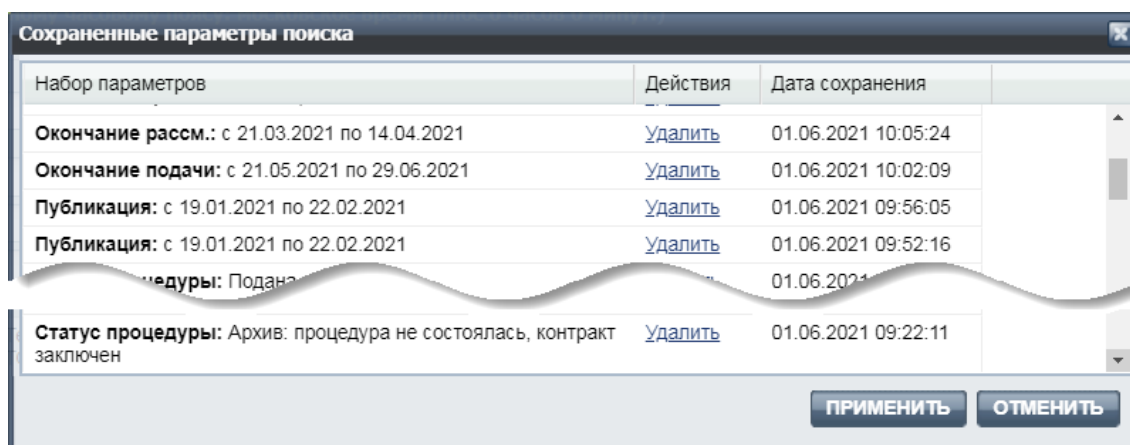 Сохраненные параметры поиска
Набор параметров Действия Дата сохранения
Окончание рассм.: с 21.03.2021 по 14.04.2021 Удалить 01.06.2021 10:05:24
Окончание подачи: с 21.05.2021 по 29.06.2021 Удалить 01.06.2021 10:02:09
Публикация: с 19.01.2021 по 22.02.2021 Удалить 01.06.2021 09:56:05
Публикация: с 19.01.2021 по 22.02.2021 Удалить 01.06.2021 09:52:16
Подана
Статус процедуры: Архив: процедура не состоялась, контракт Удалить 01.06.2021 09:22:11
заключен
ПРИМЕНИТЬ ОТМЕНИТЬ